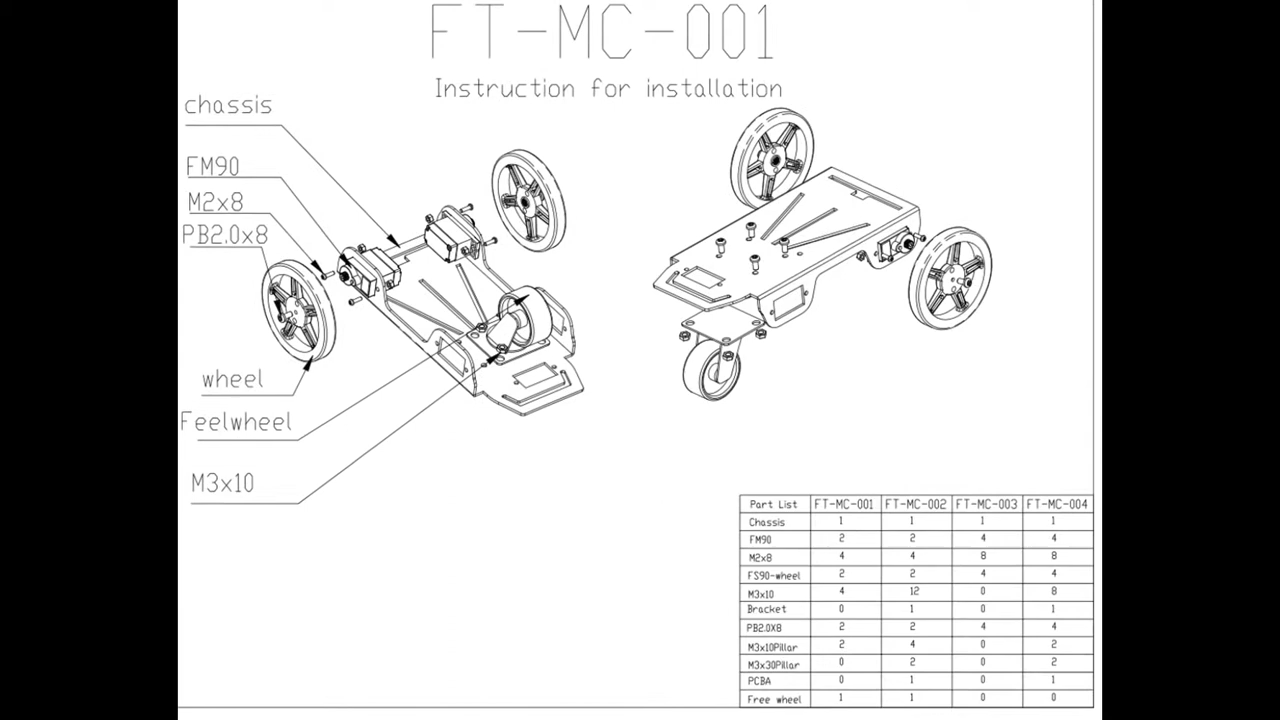 FT-MC-001
Instruction for installation
chassis
FM90
M2x8
PB2.0x8
wheel
Feelwheel
M3x10
Part List FT-MC-001 FT-MC-002 FT-MC-003 FT-MC-004
Chassis 1 1 1 1
FM90 2 2 4 4
M2x8 4 4 8 8
FS90-wheel 2 2 4 4
M3x10 4 12 0 8
Bracket 0 1 0 1
PB2.0X8 2 2 4 4
M3x10Pillar 2 4 0 2
M3x30Pillar 0 2 0 2
PCBA 0 1 0 1
Free wheel 1 1 0 0